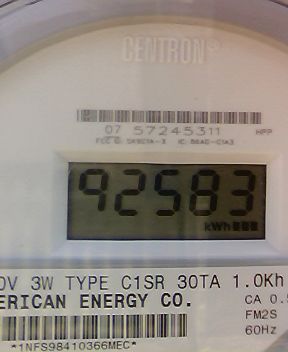 CENTRON®
07 57245311 HPP
92583
kWh
0V 3W TYPE C1SR 30TA 1.0Kh
ERICAN ENERGY CO.
CA 0.5
FM2S
60Hz
*1NFS98410366MEC*